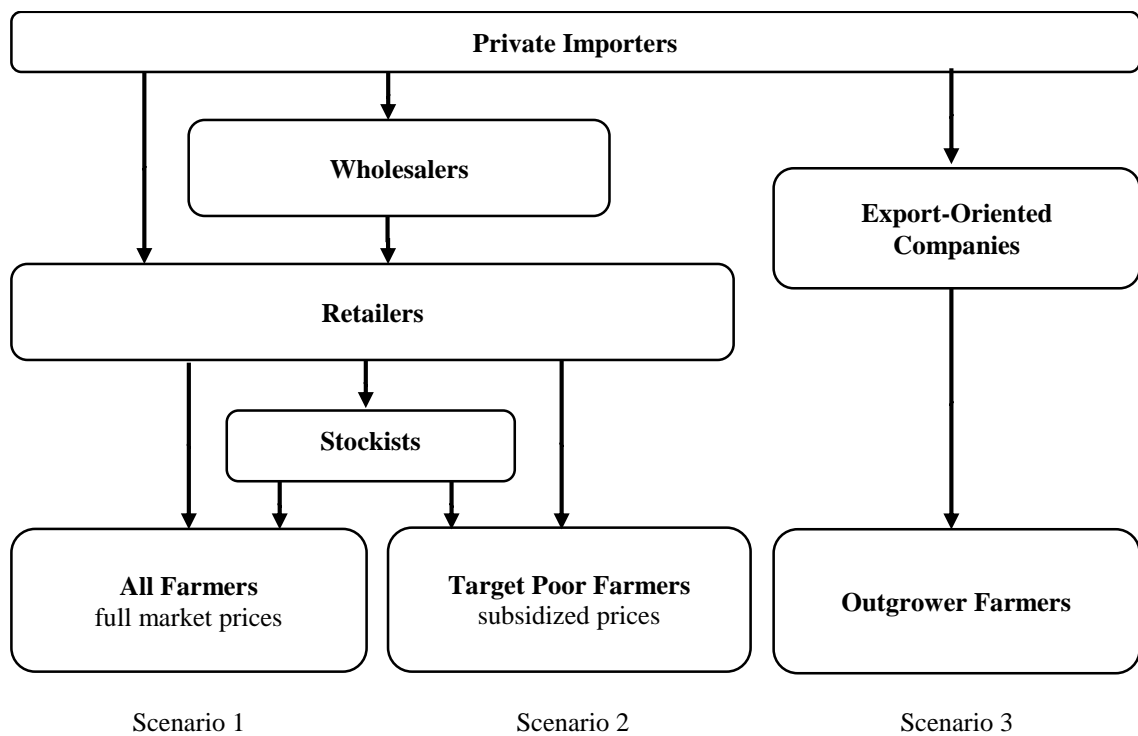 Private Importers
Wholesalers
Export-Oriented
Companies
Retailers
Stockists
All Farmers
full market prices
Target Poor Farmers
subsidized prices
Outgrower Farmers
Scenario 1
Scenario 2
Scenario 3